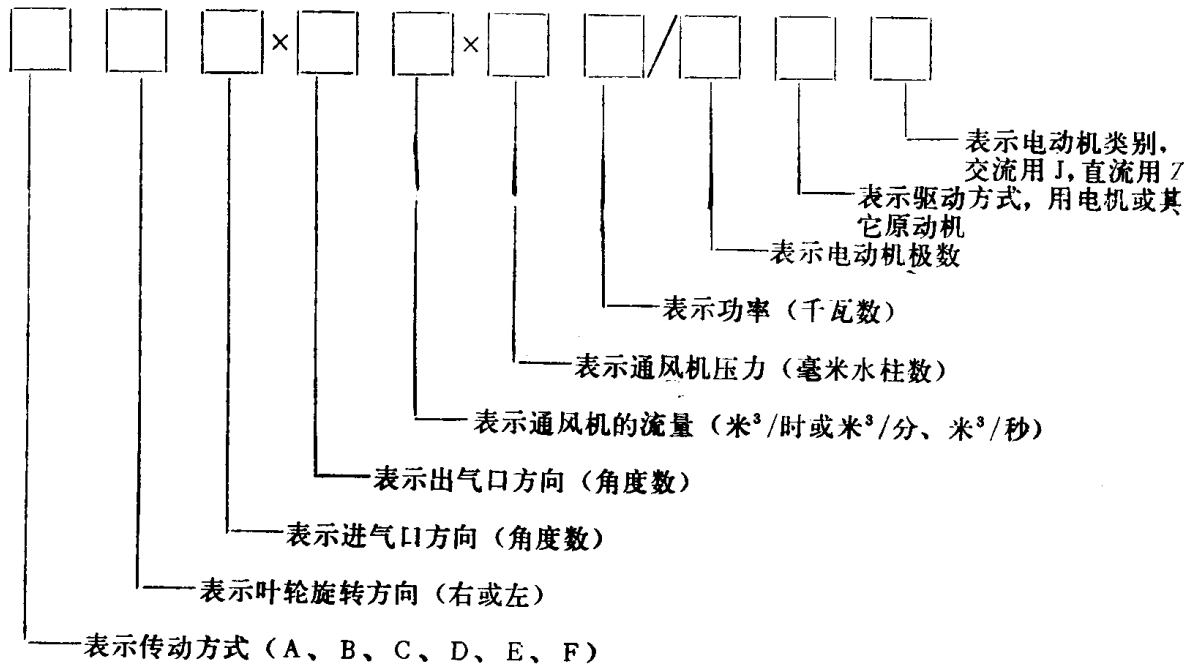 □ □ □×□ □×□ □/□ □ □
表示电动机类别,
交流用 J, 直流用 Z
表示驱动方式, 用电机或其
它原动机
表示电动机极数
表示功率（千瓦数）
表示通风机压力（毫米水柱数）
表示通风机的流量（米³/时或米³/分、米³/秒）
表示出气口方向（角度数）
表示进气口方向（角度数）
表示叶轮旋转方向（右或左）
表示传动方式（A、B、C、D、E、F）